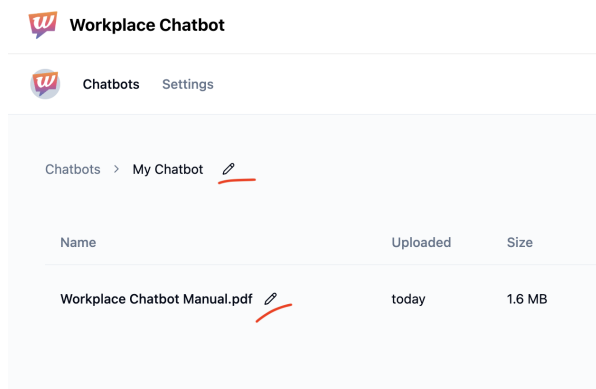 Workplace Chatbot
Chatbots Settings
Chatbots > My Chatbot
Name Uploaded Size
Workplace Chatbot Manual.pdf today 1.6 MB